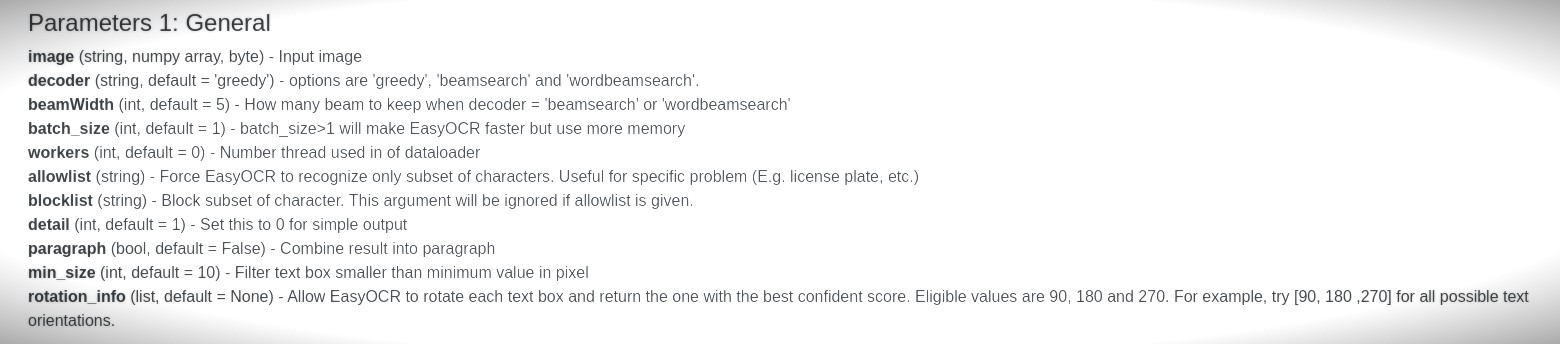 Parameters 1: General
image (string, numpy array, byte) - Input image
decoder (string, default = 'greedy') - options are 'greedy', 'beamsearch' and 'wordbeamsearch'.
beamWidth (int, default = 5) - How many beam to keep when decoder = 'beamsearch' or 'wordbeamsearch'
batch_size (int, default = 1) - batch_size>1 will make EasyOCR faster but use more memory
workers (int, default = 0) - Number thread used in of dataloader
allowlist (string) - Force EasyOCR to recognize only subset of characters. Useful for specific problem (E.g. license plate, etc.)
blocklist (string) - Block subset of character. This argument will be ignored if allowlist is given.
detail (int, default = 1) - Set this to 0 for simple output
paragraph (bool, default = False) - Combine result into paragraph
min_size (int, default = 10) - Filter text box smaller than minimum value in pixel
rotation_info (list, default = None) - Allow EasyOCR to rotate each text box and return the one with the best confident score. Eligible values are 90, 180 and 270. For example, try [90, 180 ,270] for all possible text
orientations.